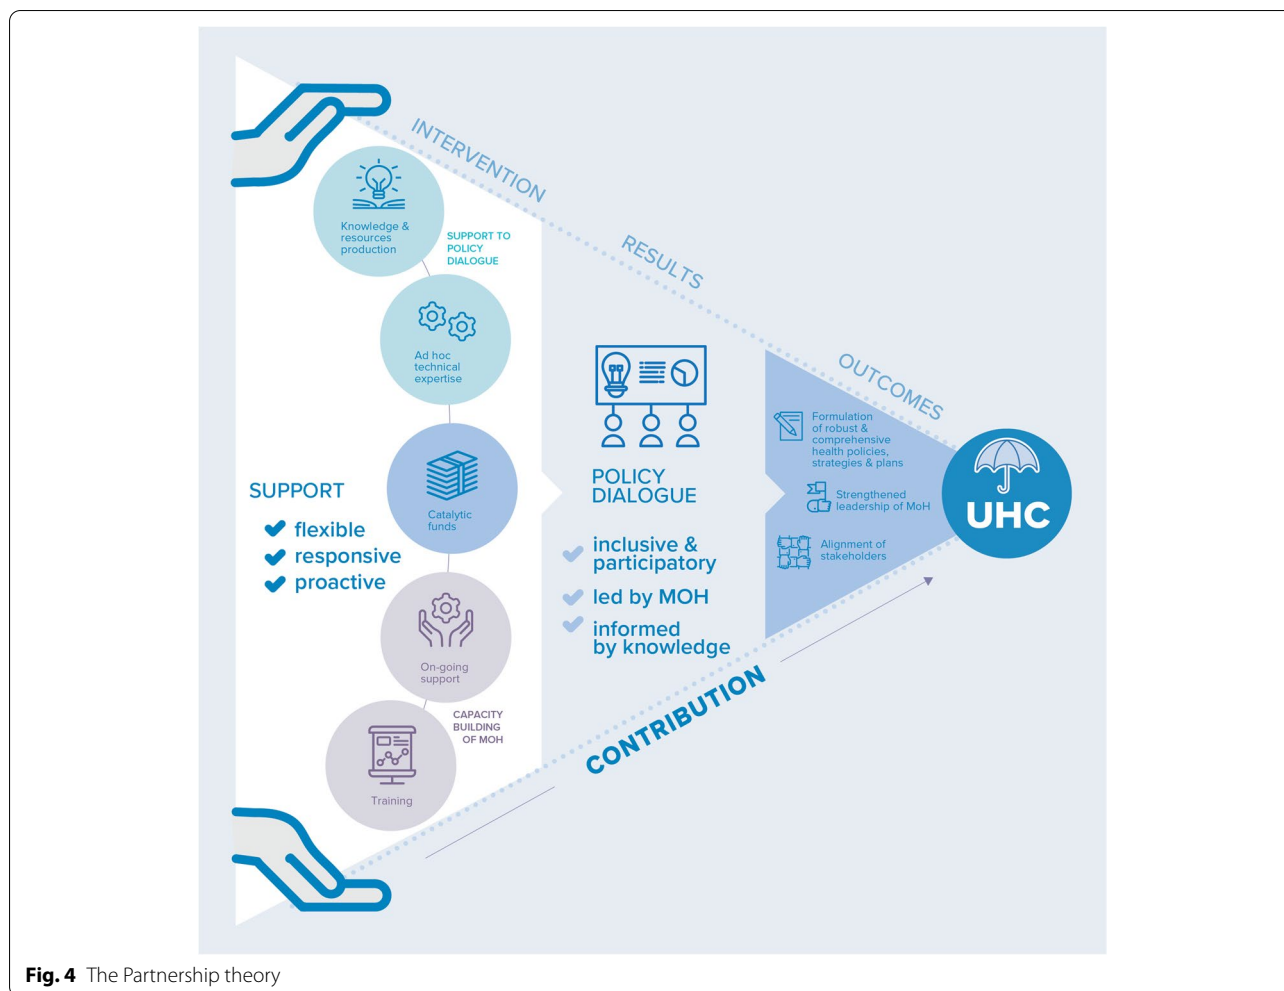 INTERVENTION
RESULTS
OUTCOMES
Knowledge &
resources
production
SUPPORT TO
POLICY
DIALOGUE
Ad hoc
technical
expertise
SUPPORT
flexible
responsive
proactive
Catalytic
funds
On-going
support
CAPACITY
BUILDING
OF MOH
Training
POLICY
DIALOGUE
inclusive &
participatory
led by MOH
informed
by knowledge
Formulation
of robust &
comprehensive
health policies,
strategies & plans
Strengthened
leadership of MoH
Alignment of
stakeholders
UHC
CONTRIBUTION
Fig. 4 The Partnership theory